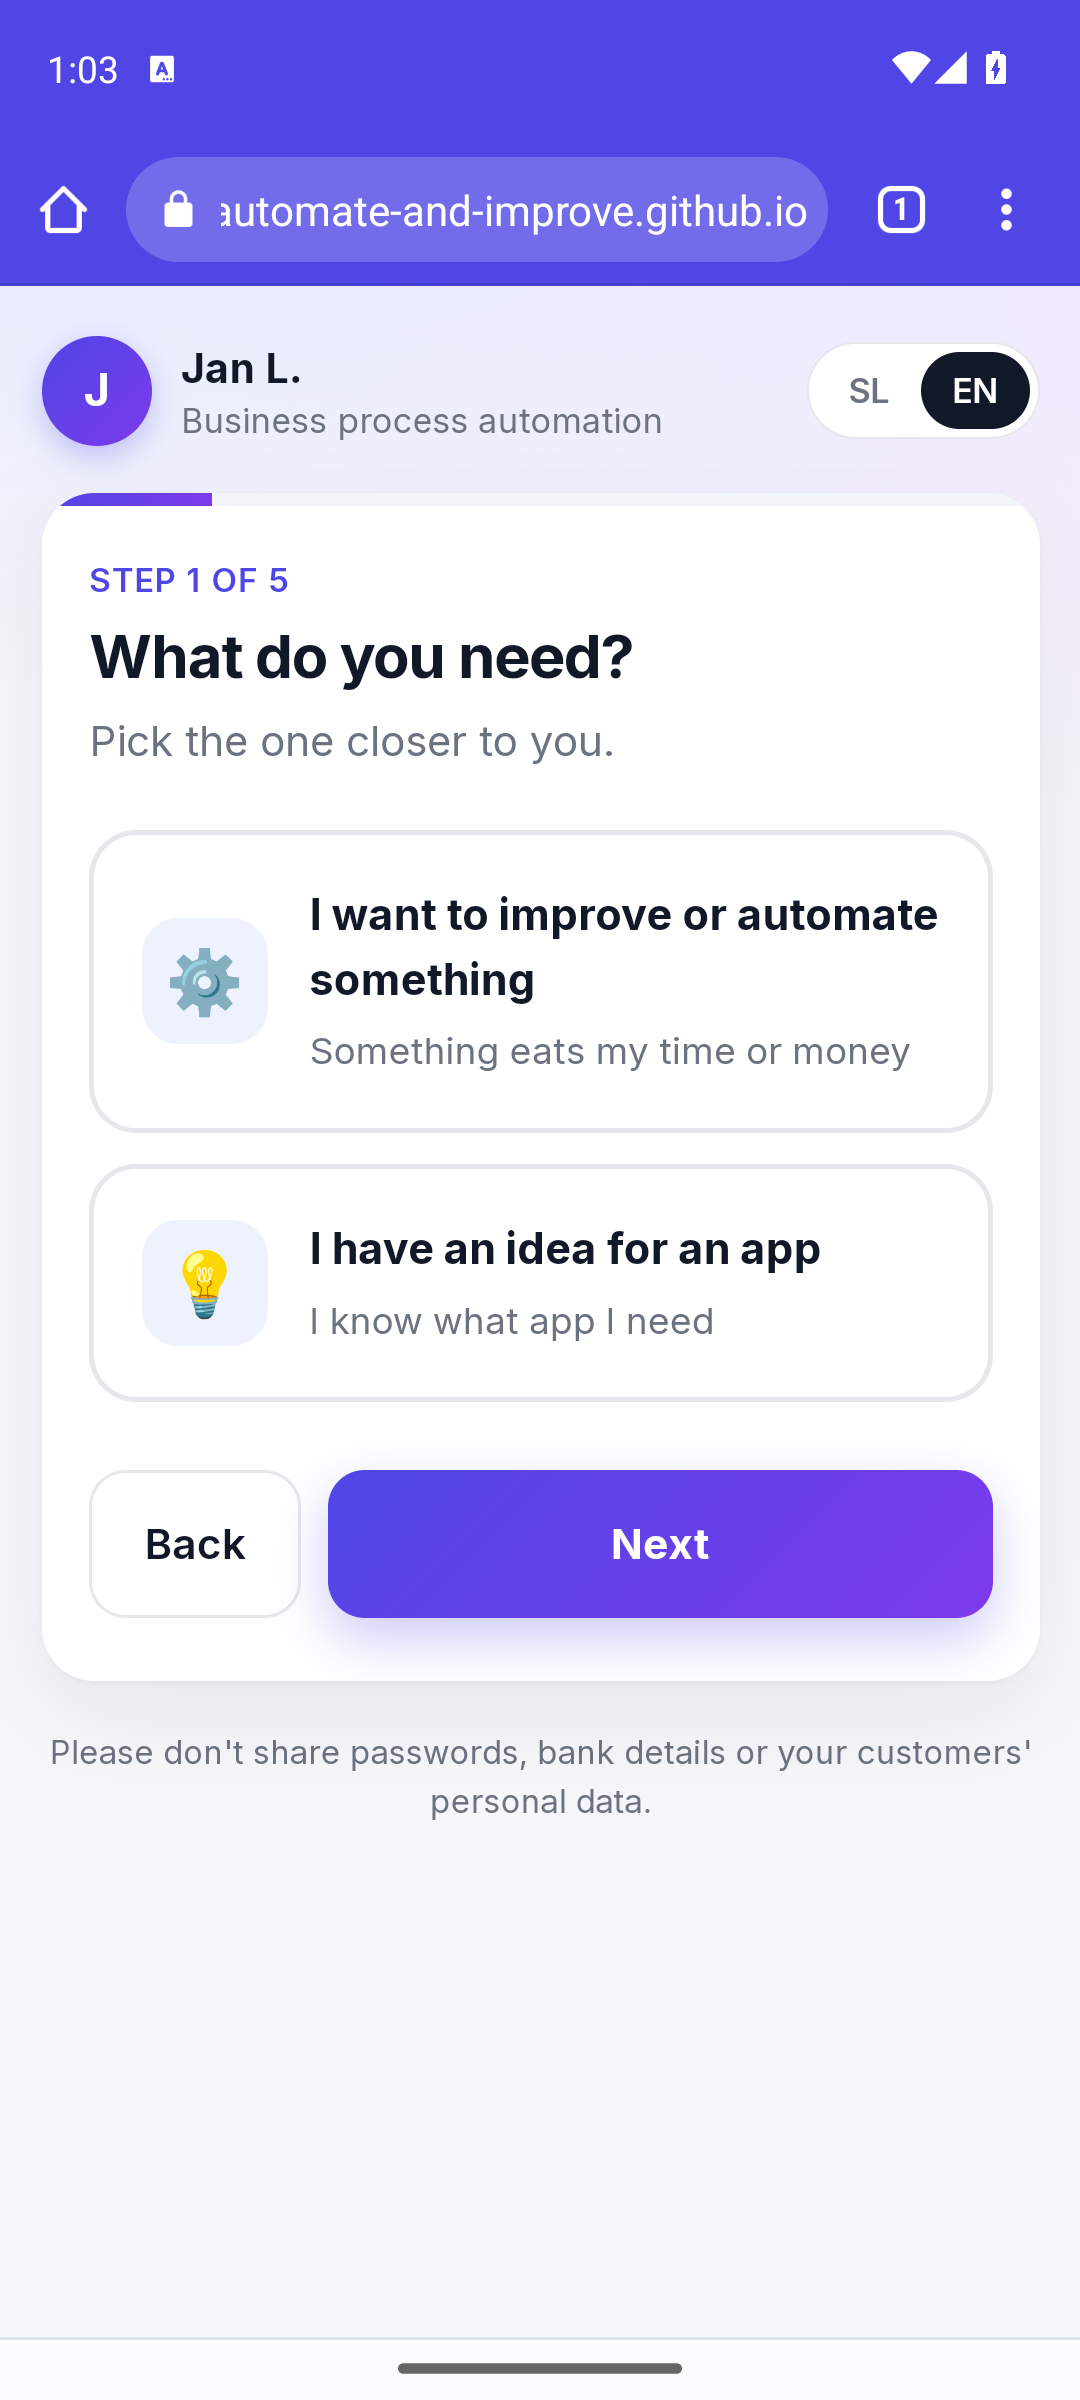 1:03
automate-and-improve.github.io
1
J
Jan L.
Business process automation
SL
EN
STEP 1 OF 5
What do you need?
Pick the one closer to you.
I want to improve or automate
something
Something eats my time or money
I have an idea for an app
I know what app I need
Back
Next
Please don't share passwords, bank details or your customers'
personal data.